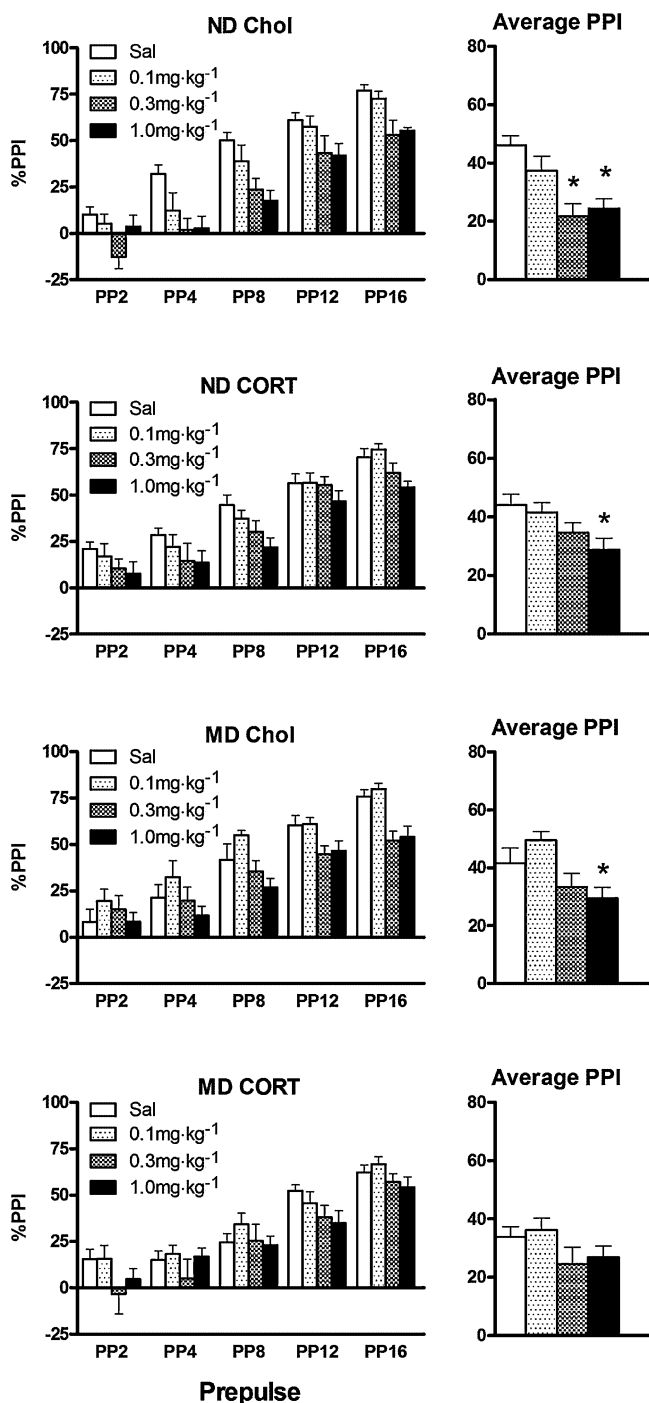 ND Chol
Average PPI
%PPI
100
75
50
25
0
-25
Sal
0.1mg·kg⁻¹
0.3mg·kg⁻¹
1.0mg·kg⁻¹
PP2 PP4 PP8 PP12 PP16
80
60
40
20
0
* *
ND CORT
Average PPI
%PPI
100
75
50
25
0
-25
Sal
0.1mg·kg⁻¹
0.3mg·kg⁻¹
1.0mg·kg⁻¹
PP2 PP4 PP8 PP12 PP16
80
60
40
20
0
*
MD Chol
Average PPI
%PPI
100
75
50
25
0
-25
Sal
0.1mg·kg⁻¹
0.3mg·kg⁻¹
1.0mg·kg⁻¹
PP2 PP4 PP8 PP12 PP16
80
60
40
20
0
*
MD CORT
Average PPI
%PPI
100
75
50
25
0
-25
Sal
0.1mg·kg⁻¹
0.3mg·kg⁻¹
1.0mg·kg⁻¹
PP2 PP4 PP8 PP12 PP16
80
60
40
20
0
Prepulse